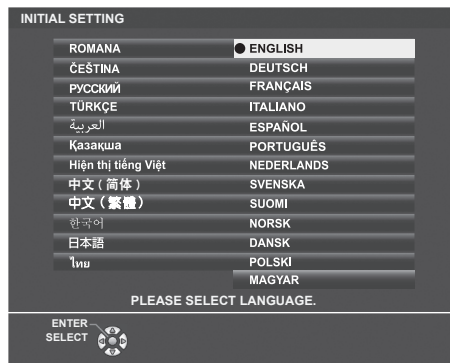 INITIAL SETTING
ROMANA
ČEŠTINA
РУССКИЙ
TÜRKÇE
العربية
Қазақша
Hiện thị tiếng Việt
中文 ( 简体 )
中文 ( 繁體 )
한국어
日本語
ไทย
ENGLISH
DEUTSCH
FRANÇAIS
ITALIANO
ESPAÑOL
PORTUGUÊS
NEDERLANDS
SVENSKA
SUOMI
NORSK
DANSK
POLSKI
MAGYAR
PLEASE SELECT LANGUAGE.
ENTER
SELECT